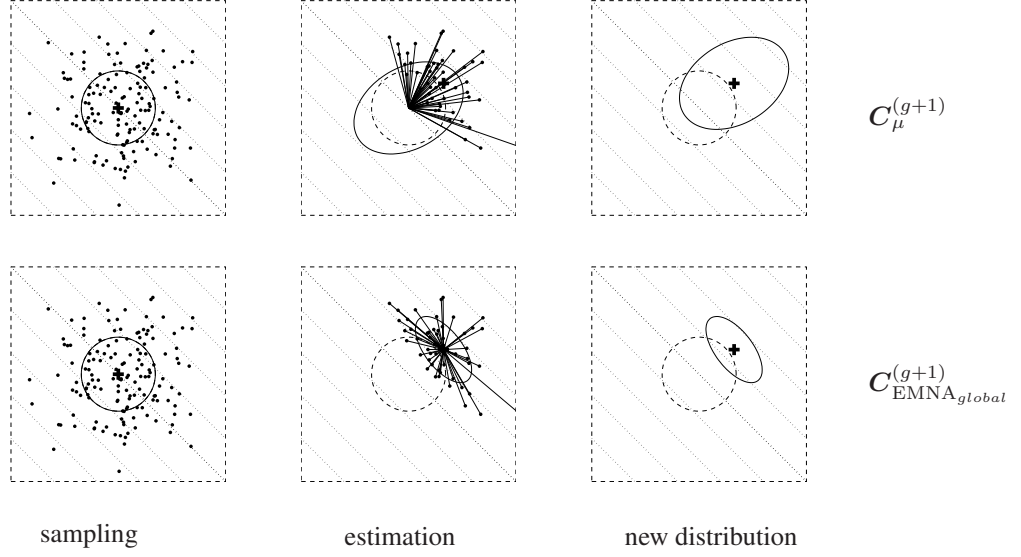 C_μ^(g+1)
C_EMNA_global^(g+1)
sampling
estimation
new distribution